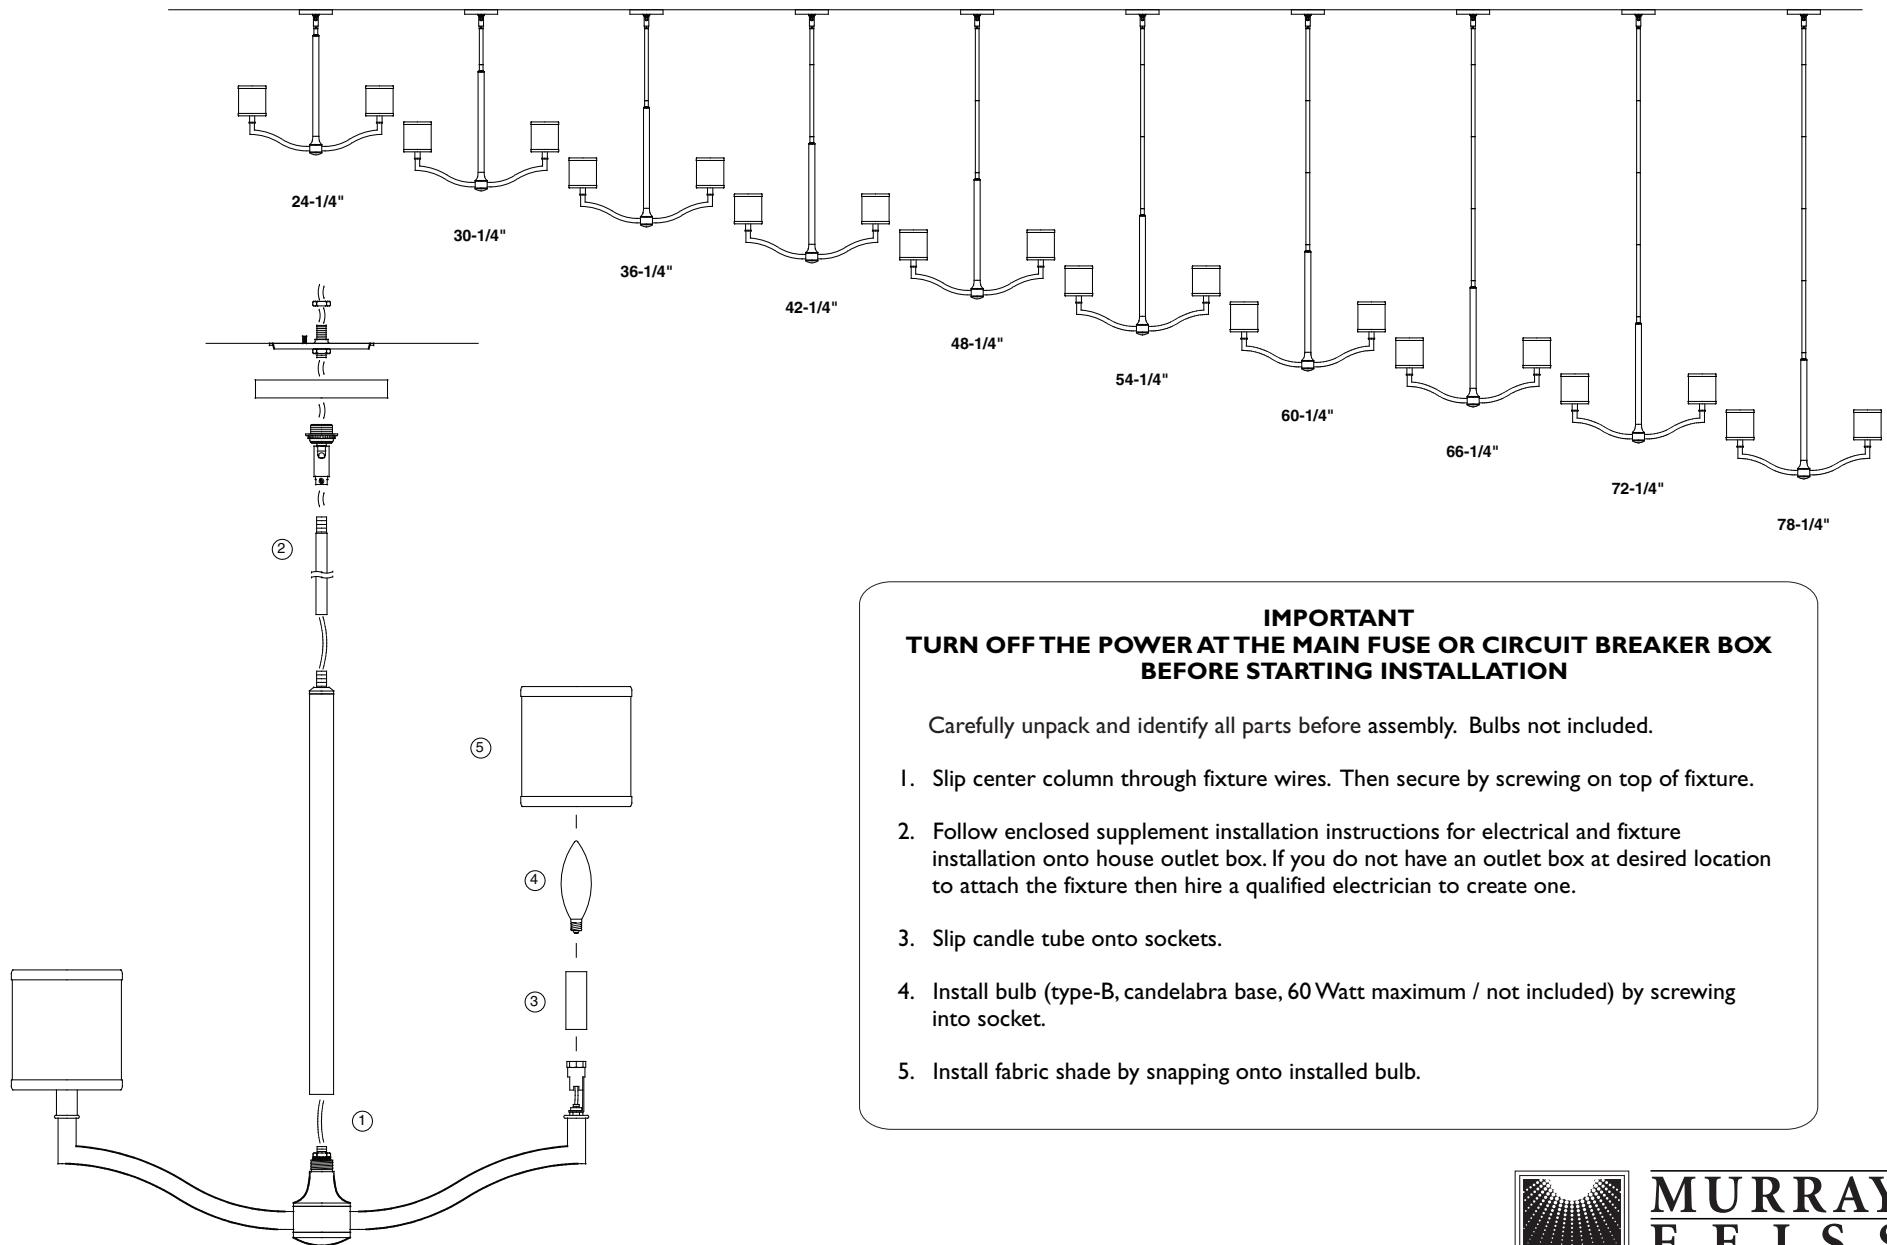 24-1/4"
30-1/4"
36-1/4"
42-1/4"
48-1/4"
54-1/4"
60-1/4"
66-1/4"
72-1/4"
78-1/4"
2
5
4
3
1
IMPORTANT
TURN OFF THE POWER AT THE MAIN FUSE OR CIRCUIT BREAKER BOX
BEFORE STARTING INSTALLATION
Carefully unpack and identify all parts before assembly. Bulbs not included.
1. Slip center column through fixture wires. Then secure by screwing on top of fixture.
2. Follow enclosed supplement installation instructions for electrical and fixture
installation onto house outlet box. If you do not have an outlet box at desired location
to attach the fixture then hire a qualified electrician to create one.
3. Slip candle tube onto sockets.
4. Install bulb (type-B, candelabra base, 60 Watt maximum / not included) by screwing
into socket.
5. Install fabric shade by snapping onto installed bulb.
MURRAY
FEISS